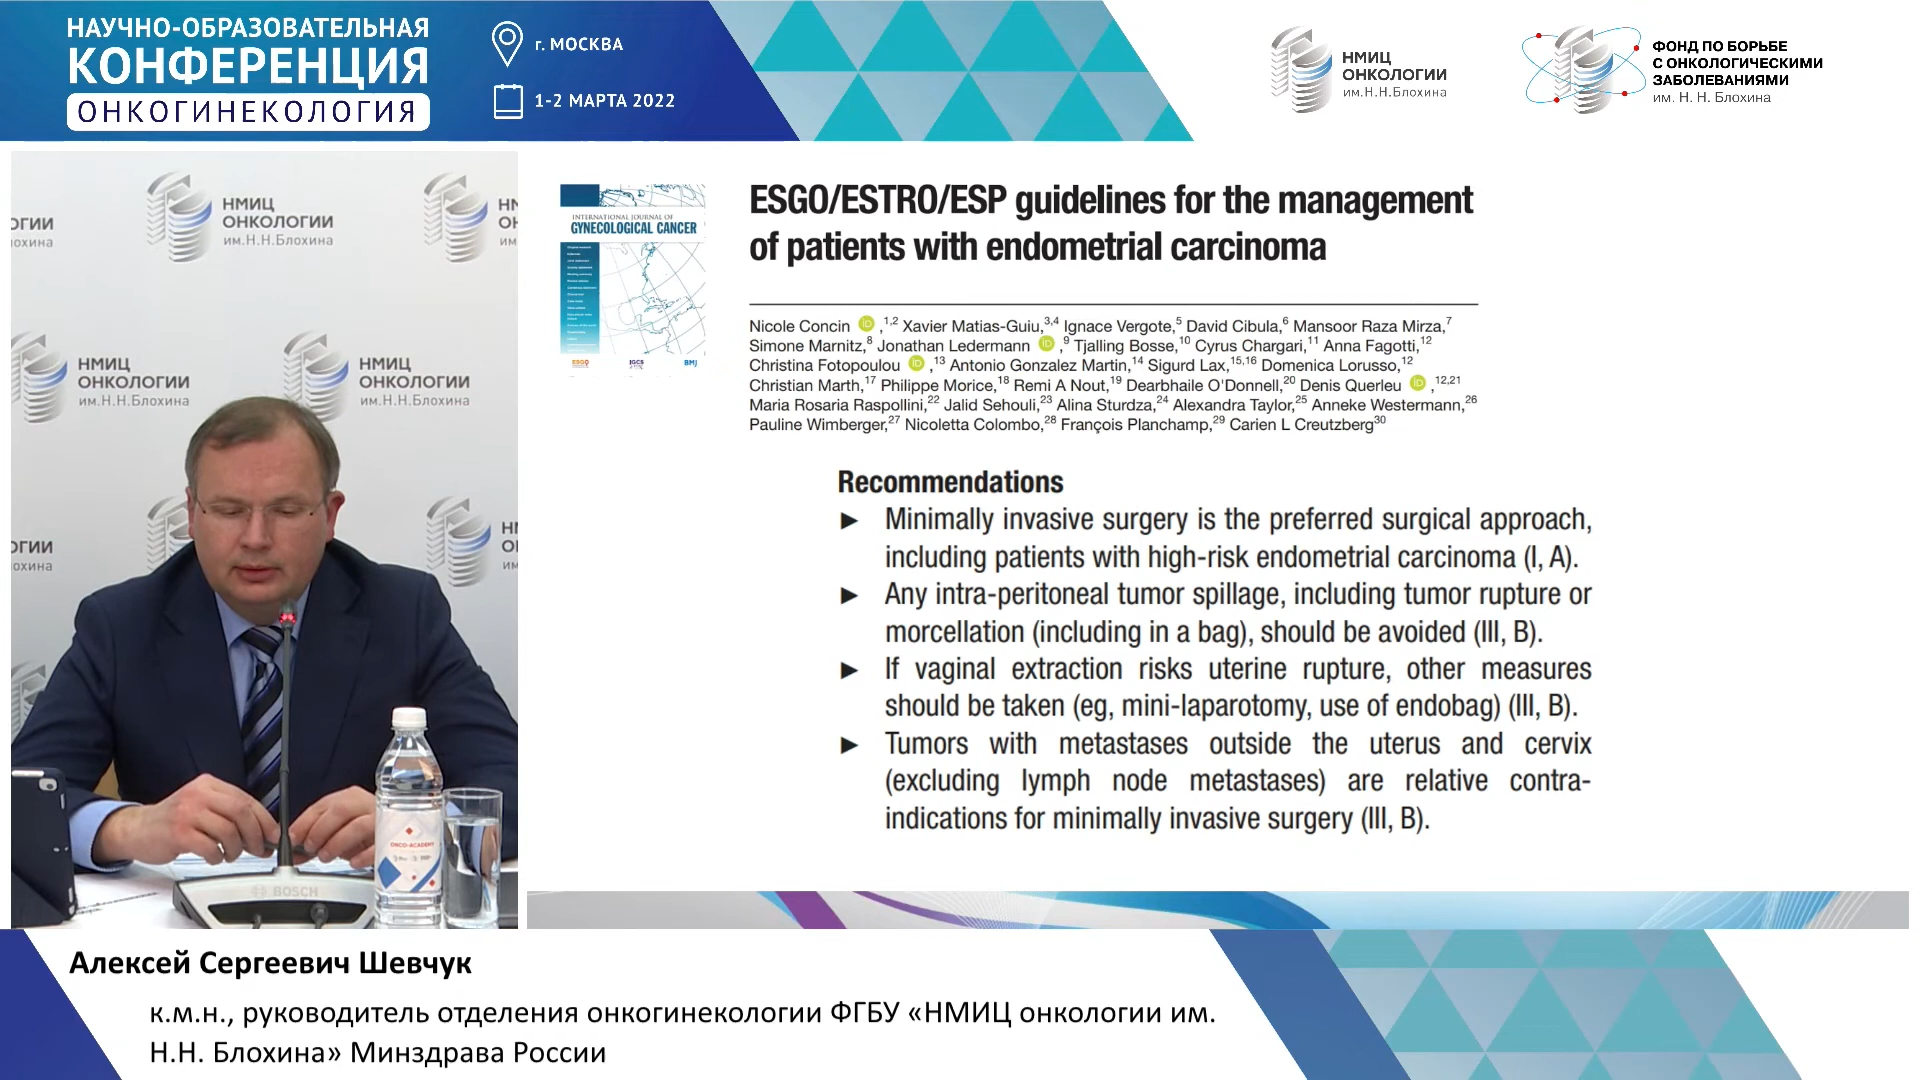 НАУЧНО-ОБРАЗОВАТЕЛЬНАЯ
КОНФЕРЕНЦИЯ
ОНКОГИНЕКОЛОГИЯ
г. МОСКВА
1-2 МАРТА 2022
НМИЦ
ОНКОЛОГИИ
им.Н.Н.Блохина
ФОНД ПО БОРЬБЕ
С ОНКОЛОГИЧЕСКИМИ
ЗАБОЛЕВАНИЯМИ
им. Н. Н. Блохина
НМИЦ
ОНКОЛОГИИ
им.Н.Н.Блохина
НМИЦ
ОНКОЛОГИИ
им.Н.Н.Блохина
НМИЦ
ОНКОЛОГИИ
им.Н.Н.Блохина
BOSCH
ONCO-ACADEMY
INTERNATIONAL JOURNAL OF
GYNECOLOGICAL CANCER
ESGO
IGCS
BMJ
ESGO/ESTRO/ESP guidelines for the management
of patients with endometrial carcinoma
Nicole Concin iD ,1,2 Xavier Matias-Guiu,3,4 Ignace Vergote,5 David Cibula,6 Mansoor Raza Mirza,7
Simone Marnitz,8 Jonathan Ledermann iD ,9 Tjalling Bosse,10 Cyrus Chargari,11 Anna Fagotti,12
Christina Fotopoulou iD ,13 Antonio Gonzalez Martin,14 Sigurd Lax,15,16 Domenica Lorusso,12
Christian Marth,17 Philippe Morice,18 Remi A Nout,19 Dearbhaile O'Donnell,20 Denis Querleu iD ,12,21
Maria Rosaria Raspollini,22 Jalid Sehouli,23 Alina Sturdza,24 Alexandra Taylor,25 Anneke Westermann,26
Pauline Wimberger,27 Nicoletta Colombo,28 François Planchamp,29 Carien L Creutzberg30
Recommendations
► Minimally invasive surgery is the preferred surgical approach,
including patients with high-risk endometrial carcinoma (I, A).
► Any intra-peritoneal tumor spillage, including tumor rupture or
morcellation (including in a bag), should be avoided (III, B).
► If vaginal extraction risks uterine rupture, other measures
should be taken (eg, mini-laparotomy, use of endobag) (III, B).
► Tumors with metastases outside the uterus and cervix
(excluding lymph node metastases) are relative contra-
indications for minimally invasive surgery (III, B).
Алексей Сергеевич Шевчук
к.м.н., руководитель отделения онкогинекологии ФГБУ «НМИЦ онкологии им.
Н.Н. Блохина» Минздрава России